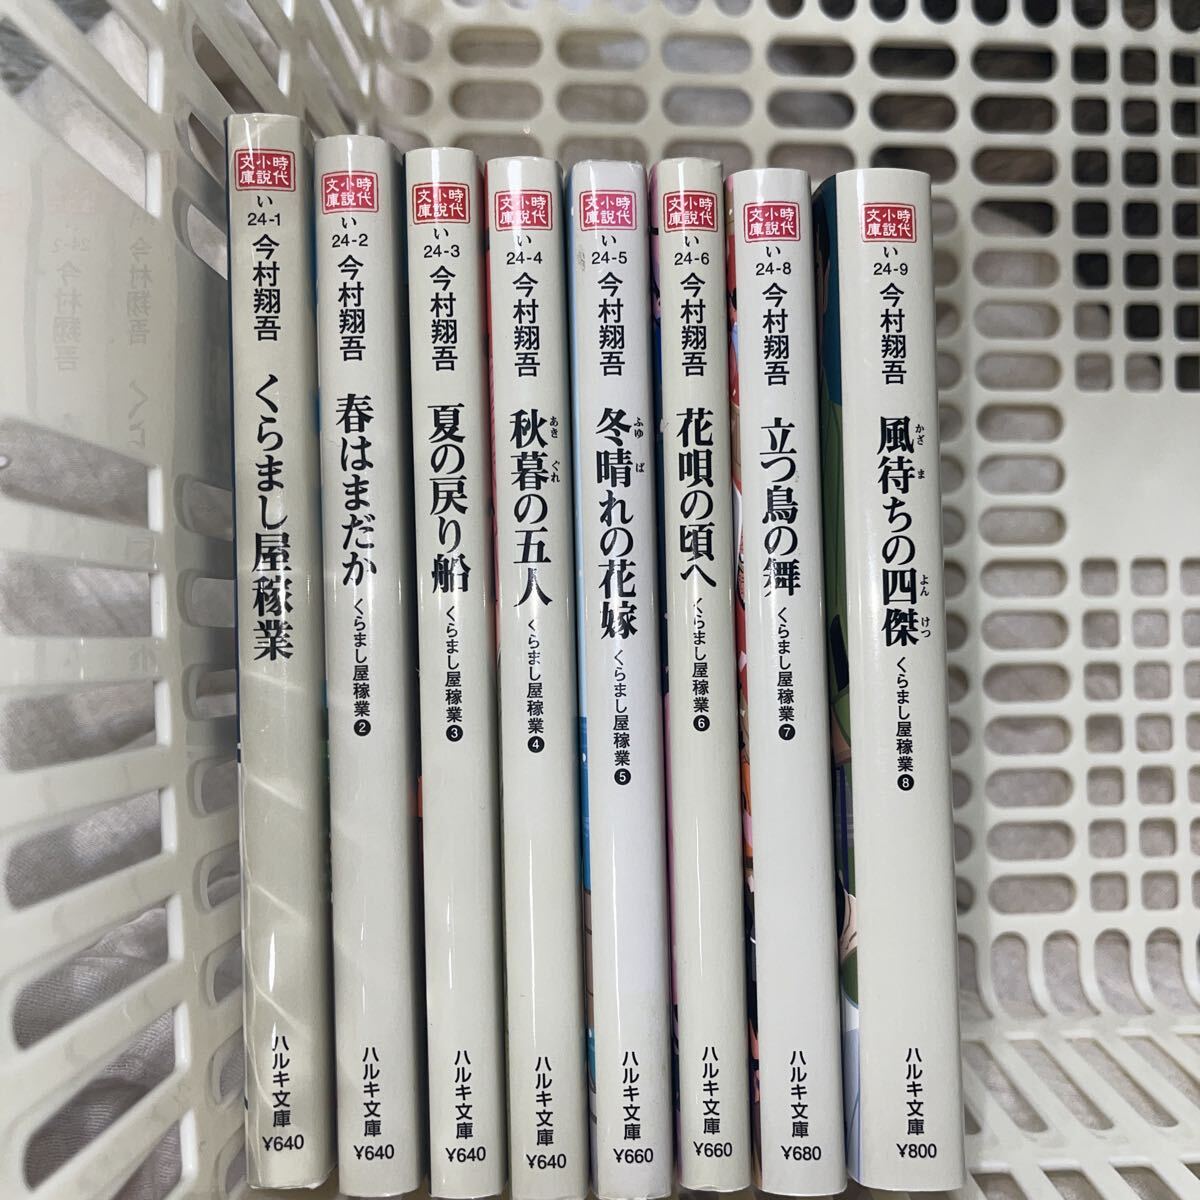 時代小説文庫
い
24-1
今村翔吾
くらまし屋稼業
ハルキ文庫
¥640
時代小説文庫
い
24-2
今村翔吾
春はまだか
くらまし屋稼業❷
ハルキ文庫
¥640
時代小説文庫
い
24-3
今村翔吾
夏の戻り船
くらまし屋稼業❸
ハルキ文庫
¥640
時代小説文庫
い
24-4
今村翔吾
秋暮の五人
あき ぐれ
くらまし屋稼業❹
ハルキ文庫
¥640
時代小説文庫
い
24-5
今村翔吾
冬晴れの花嫁
ふゆ ば
くらまし屋稼業❺
ハルキ文庫
¥660
時代小説文庫
い
24-6
今村翔吾
花唄の頃へ
くらまし屋稼業❻
ハルキ文庫
¥660
時代小説文庫
い
24-8
今村翔吾
立つ鳥の舞
くらまし屋稼業❼
ハルキ文庫
¥680
時代小説文庫
い
24-9
今村翔吾
風待ちの四傑
かざ ま よん けつ
くらまし屋稼業❽
ハルキ文庫
¥800